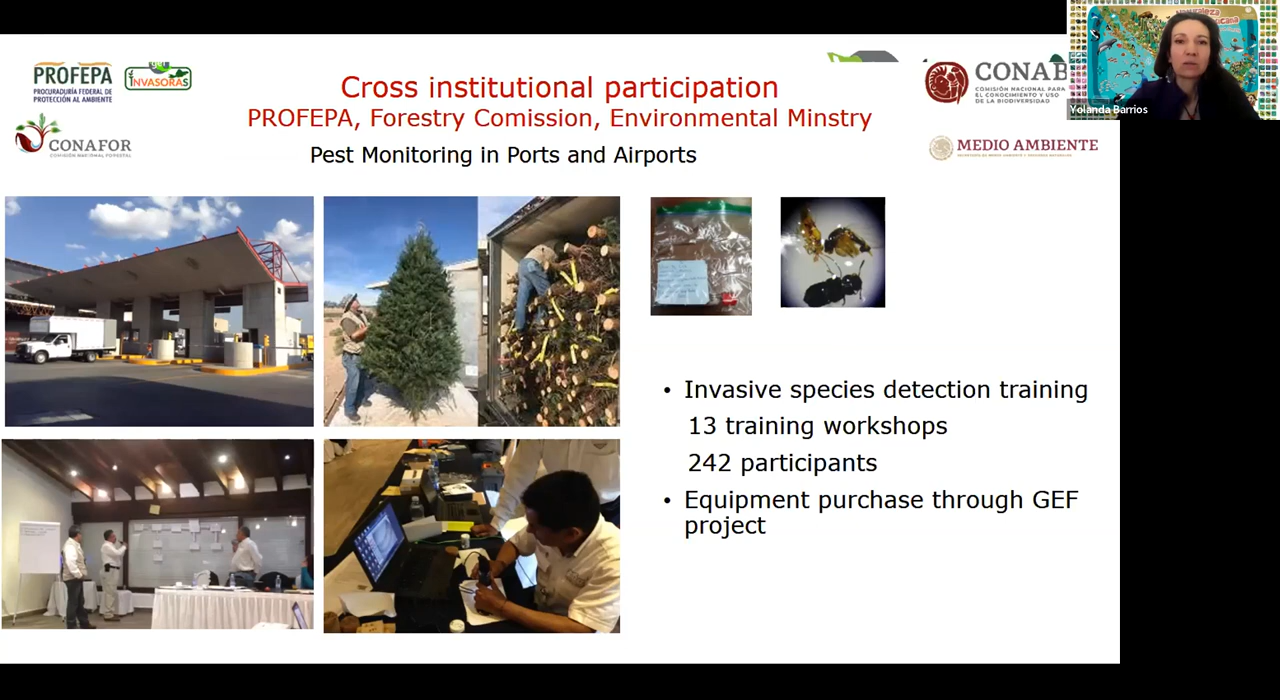 PROFEPA
PROCURADURÍA FEDERAL DE
PROTECCIÓN AL AMBIENTE
INVASORAS
CONAFOR
COMISIÓN NACIONAL FORESTAL
Cross institutional participation
PROFEPA, Forestry Comission, Environmental Minstry
Pest Monitoring in Ports and Airports
CONAB
COMISIÓN NACIONAL PARA
EL CONOCIMIENTO Y USO
DE LA BIODIVERSIDAD
MEDIO AMBIENTE
Naturaleza
Yolanda Barrios
• Invasive species detection training
13 training workshops
242 participants
• Equipment purchase through GEF
project